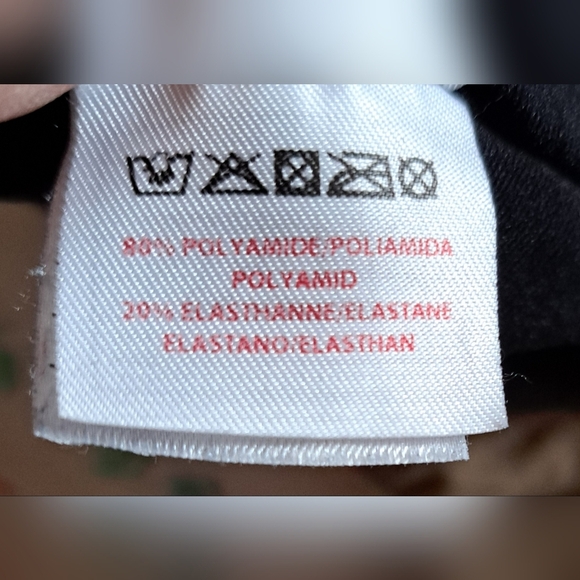 80% POLYAMIDE/POLIAMIDA
POLYAMID
20% ELASTHANNE/ELASTANE
ELASTANO/ELASTHAN